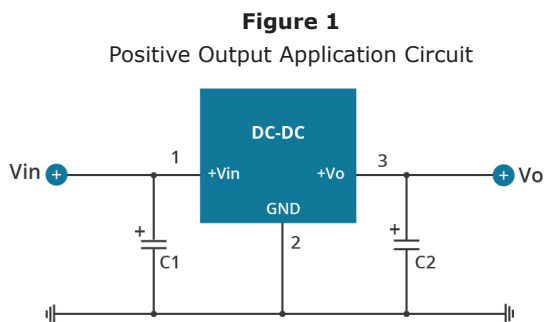 Figure 1
Positive Output Application Circuit
DC-DC
Vin + 1 +Vin +Vo 3 + Vo
GND
+ 2 +
C1 C2